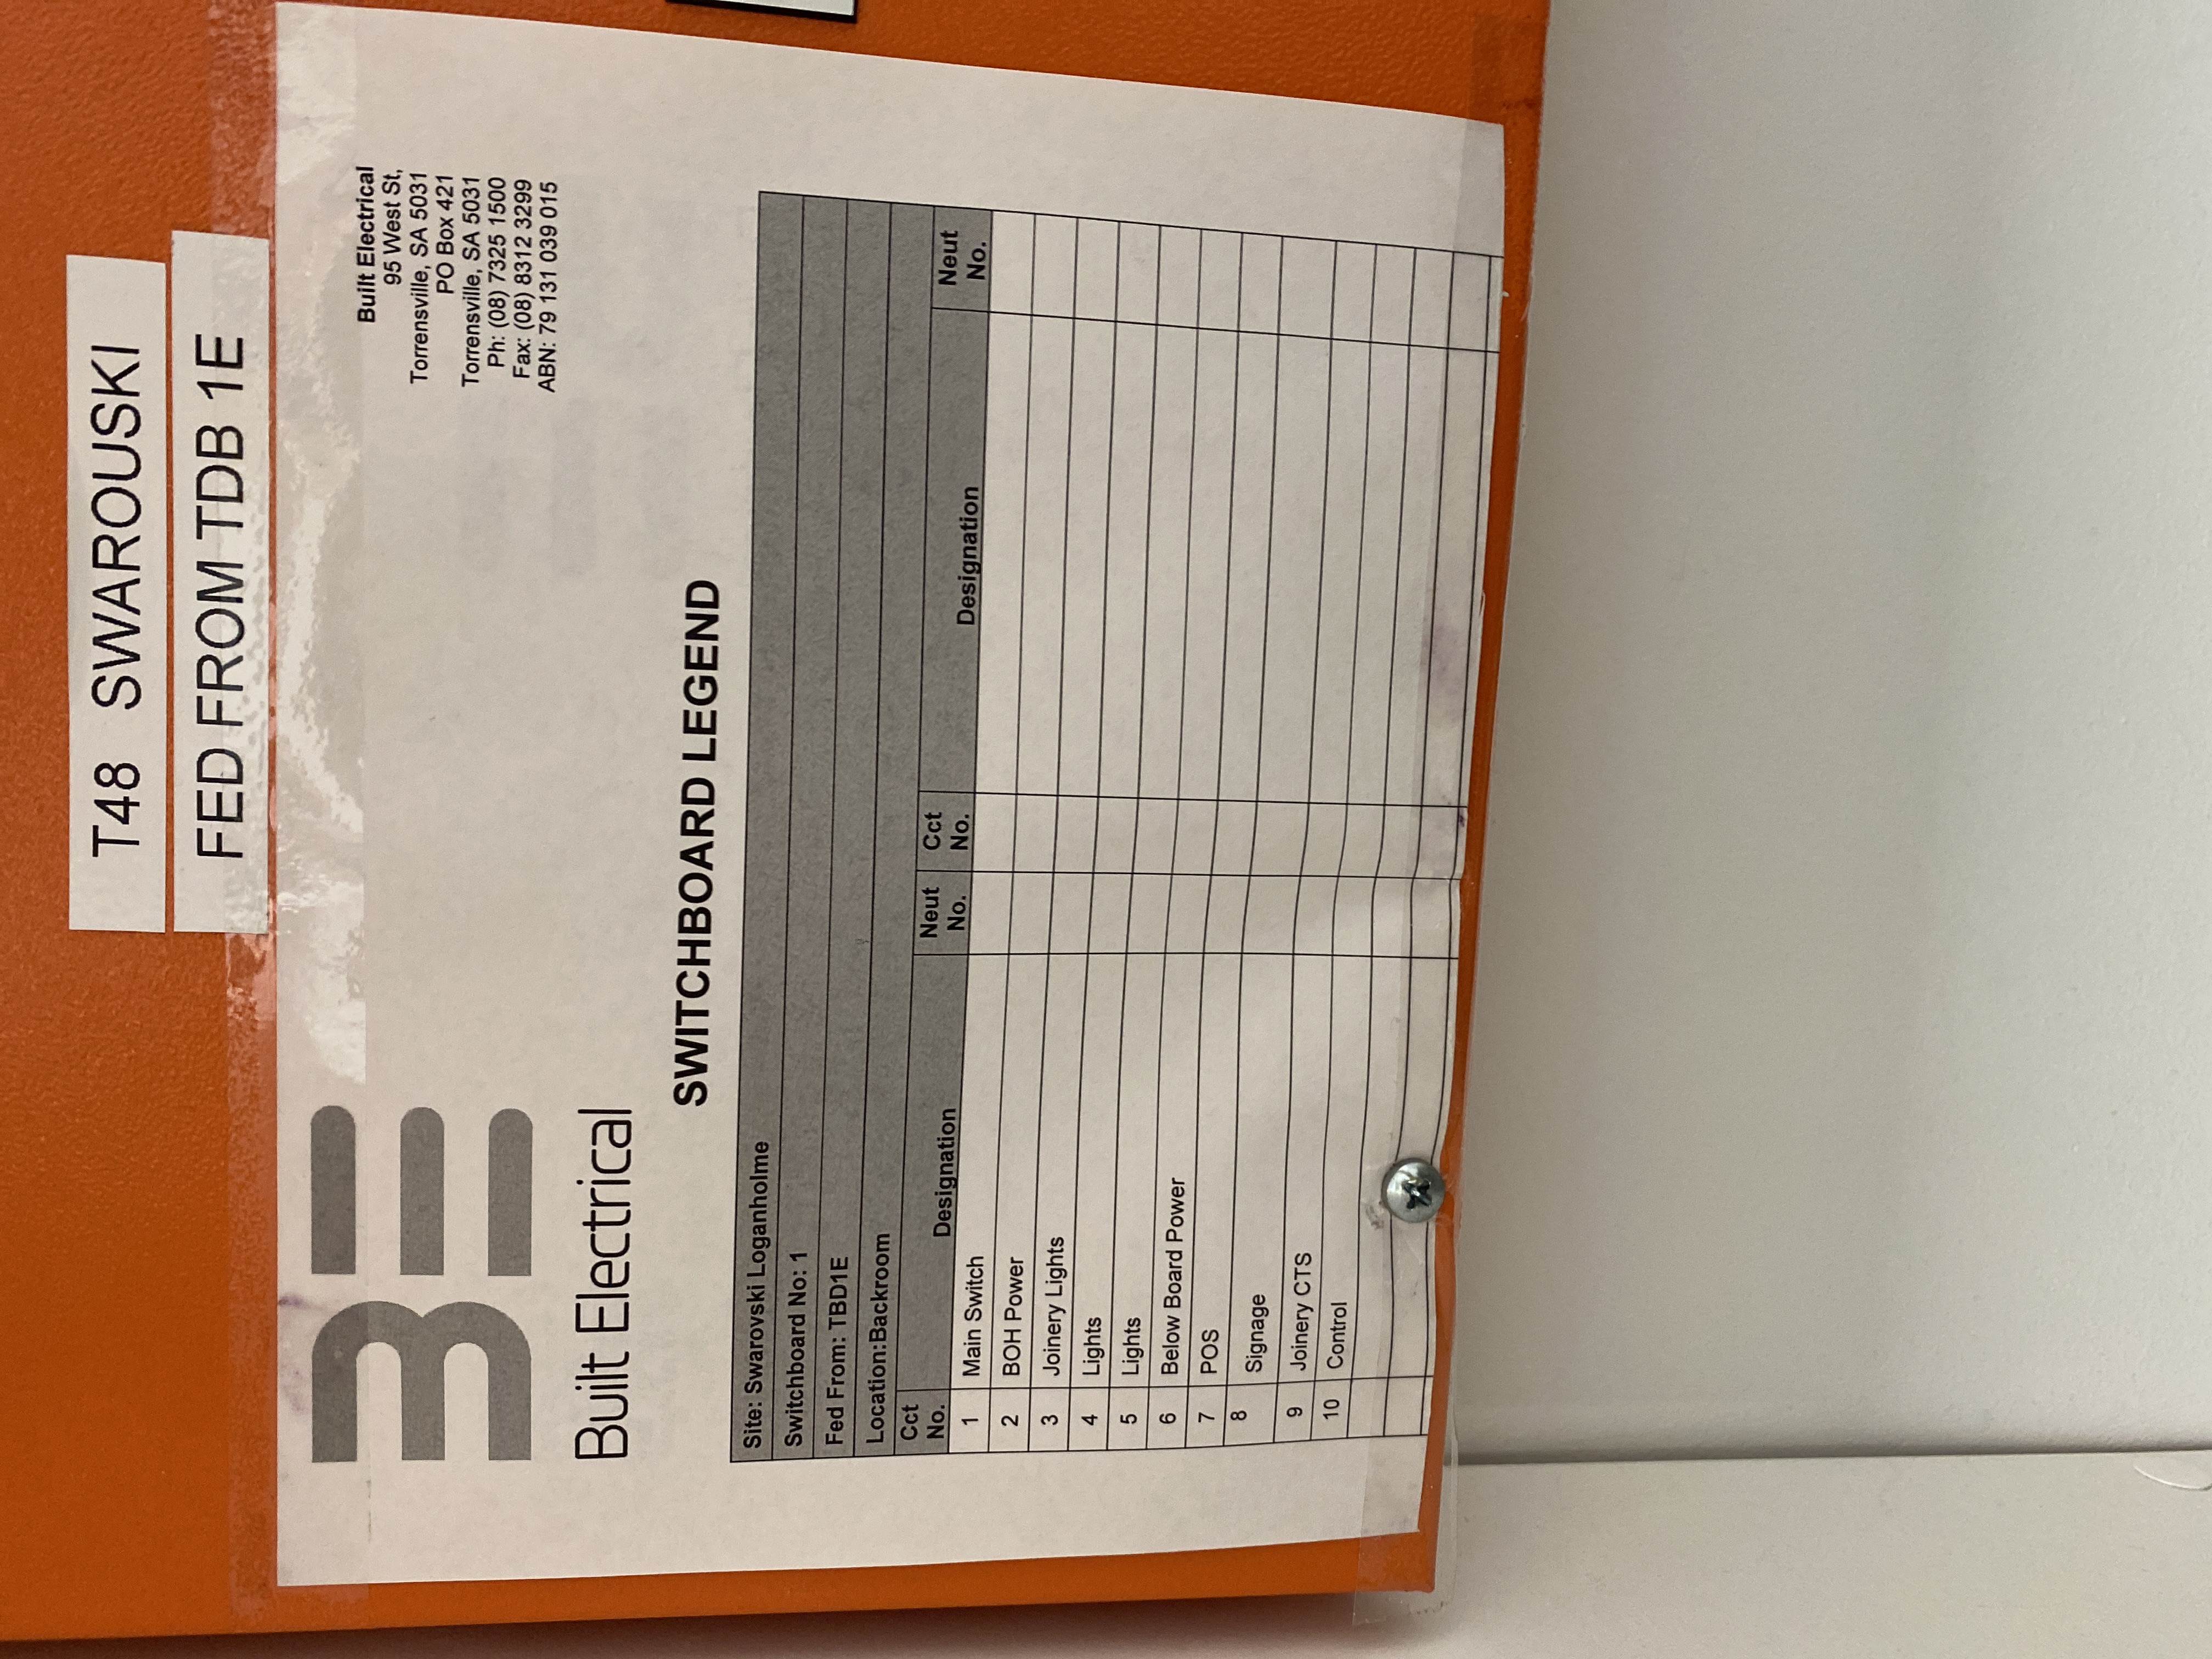 T48 SWAROUSKI
FED FROM TDB 1E
BE
Built Electrical
Built Electrical
95 West St,
Torrensville, SA 5031
PO Box 421
Torrensville, SA 5031
Ph: (08) 7325 1500
Fax: (08) 8312 3299
ABN: 79 131 039 015
SWITCHBOARD LEGEND
Site: Swarovski Loganholme
Switchboard No: 1
Fed From: TBD1E
Location:Backroom
Cct No. Designation Neut No. Cct No. Designation Neut No.
1 Main Switch
2 BOH Power
3 Joinery Lights
4 Lights
5 Lights
6 Below Board Power
7 POS
8 Signage
9 Joinery CTS
10 Control